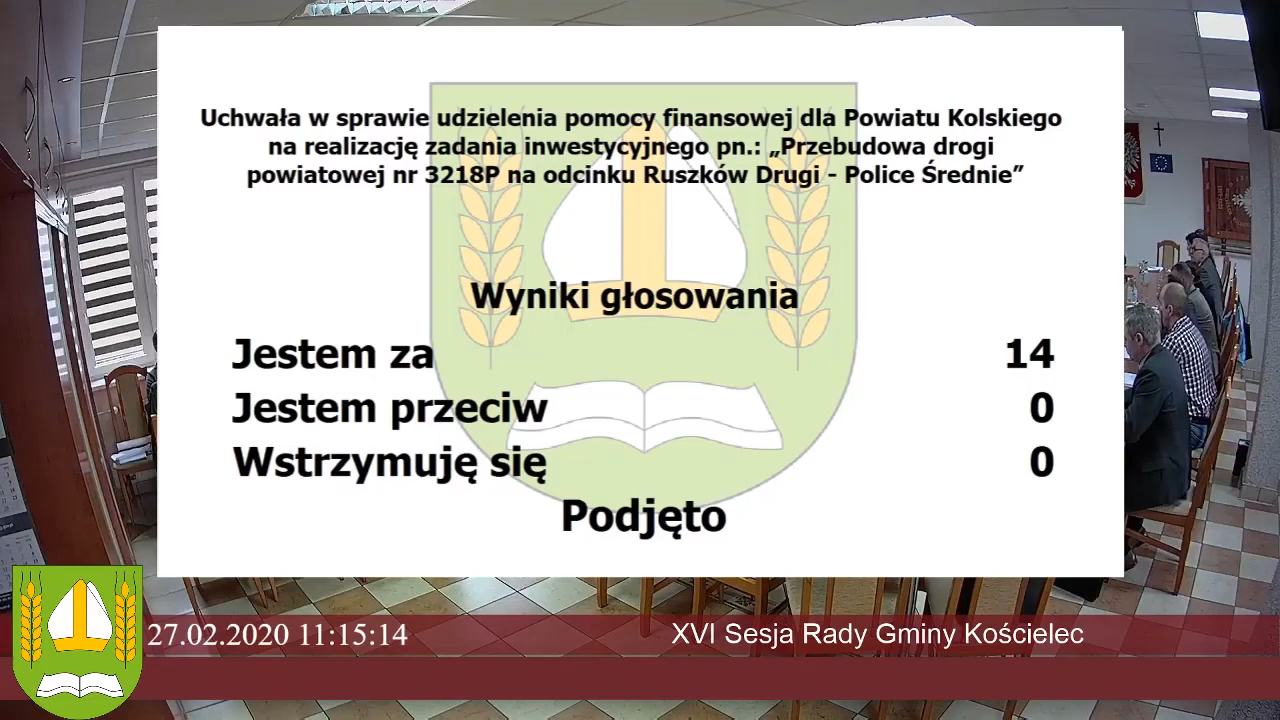 Uchwała w sprawie udzielenia pomocy finansowej dla Powiatu Kolskiego
na realizację zadania inwestycyjnego pn.: „Przebudowa drogi
powiatowej nr 3218P na odcinku Ruszków Drugi - Police Średnie”
Wyniki głosowania
Jestem za 14
Jestem przeciw 0
Wstrzymuję się 0
Podjęto
27.02.2020 11:15:14 XVI Sesja Rady Gminy Kościelec